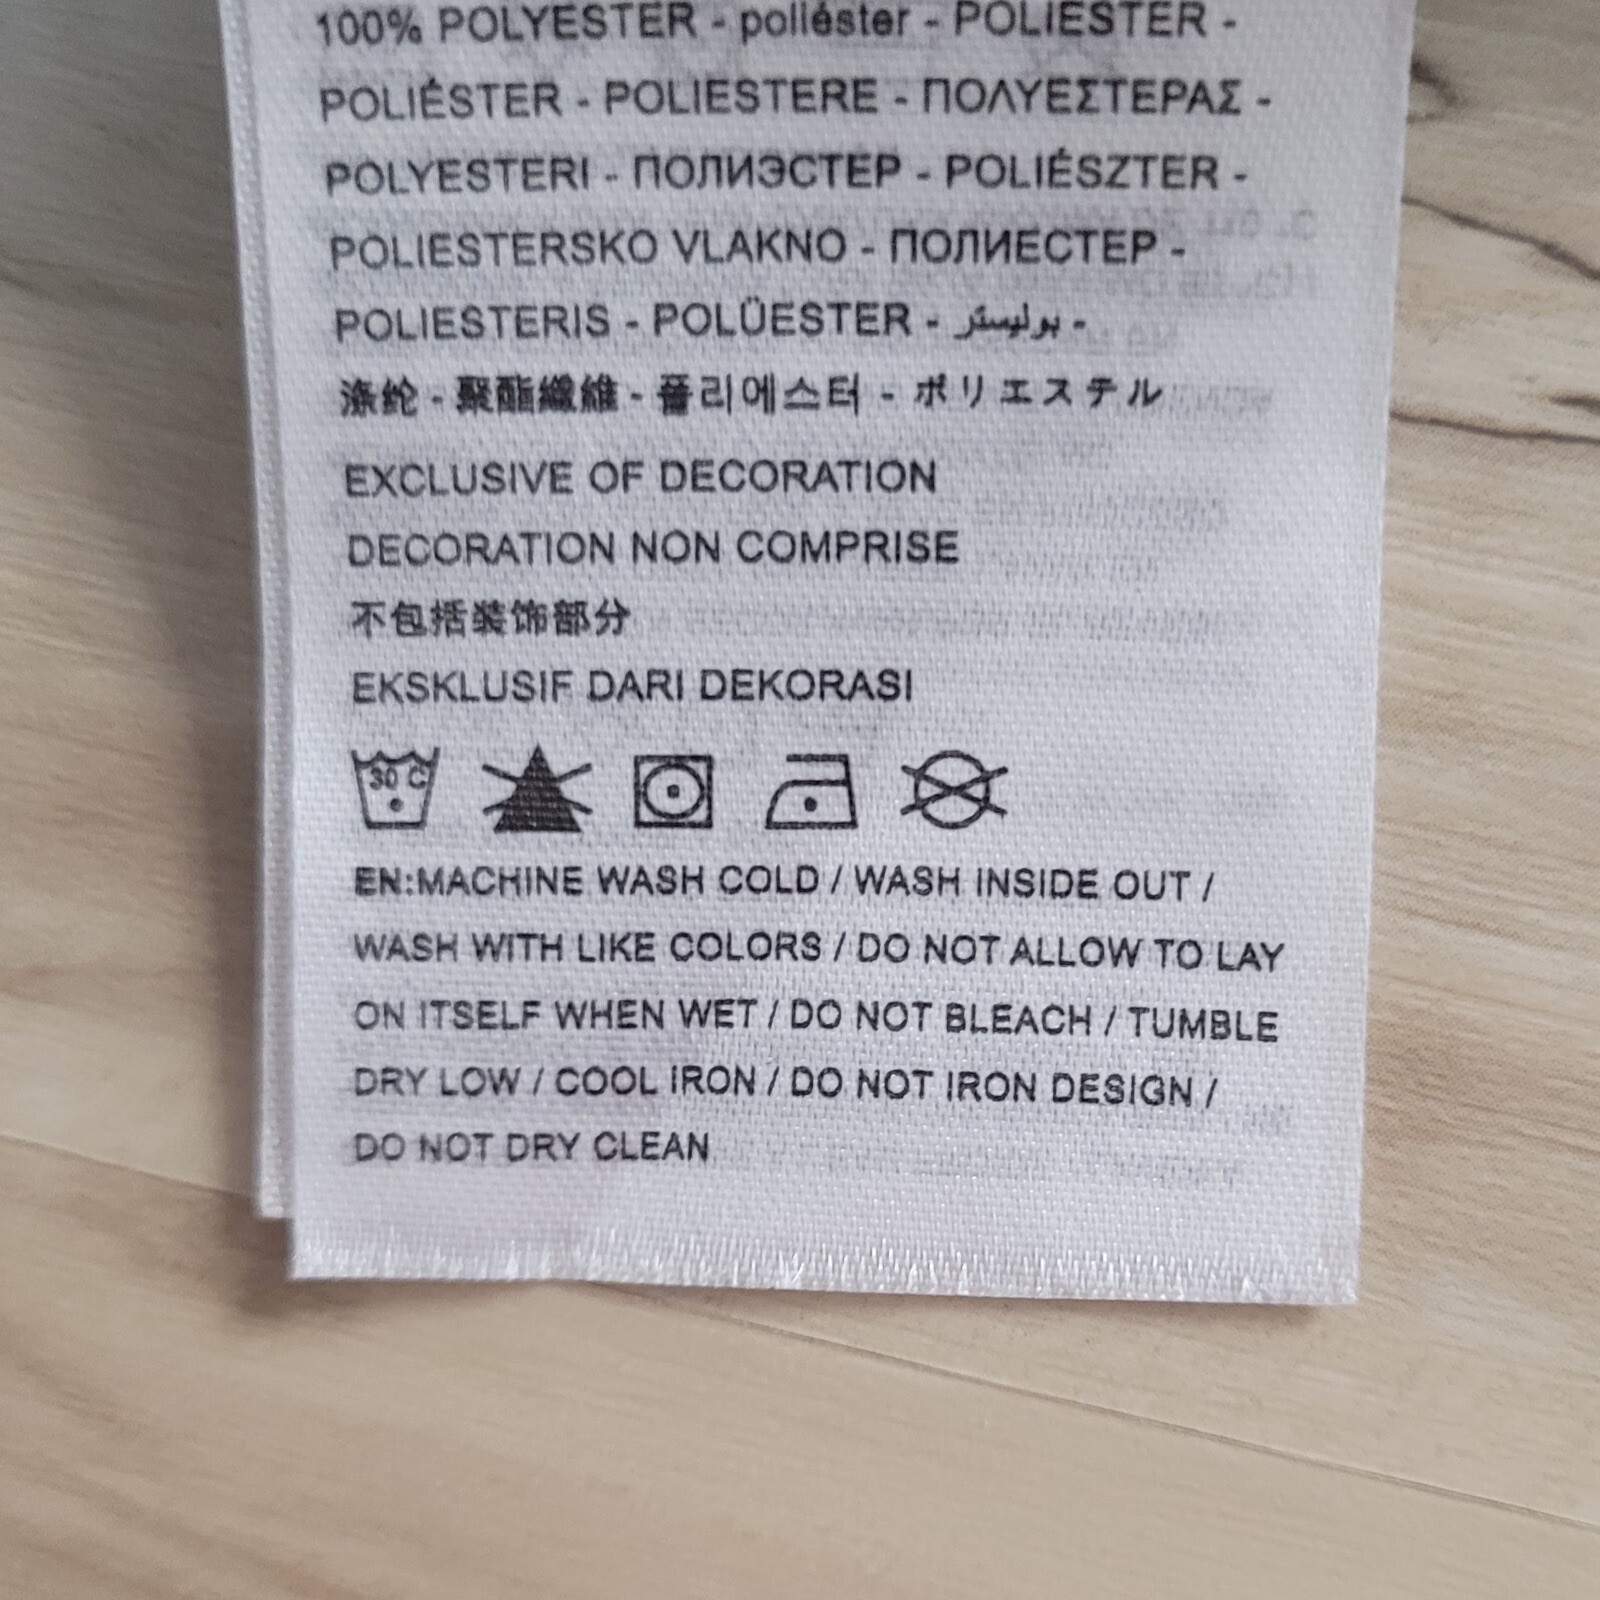 100% POLYESTER - poliéster - POLIESTER -
POLIÉSTER - POLIESTERE - ΠΟΛΥΕΣΤΕΡΑΣ -
POLYESTERI - ПОЛИЭСТЕР - POLIÉSZTER -
POLIESTERSKO VLAKNO - ПОЛИЕСТЕР -
POLIESTERIS - POLÜESTER - بوليستر -
涤纶 - 聚酯纖維 - 폴리에스터 - ポリエステル
EXCLUSIVE OF DECORATION
DECORATION NON COMPRISE
不包括装饰部分
EKSKLUSIF DARI DEKORASI
30 C
EN:MACHINE WASH COLD / WASH INSIDE OUT /
WASH WITH LIKE COLORS / DO NOT ALLOW TO LAY
ON ITSELF WHEN WET / DO NOT BLEACH / TUMBLE
DRY LOW / COOL IRON / DO NOT IRON DESIGN /
DO NOT DRY CLEAN